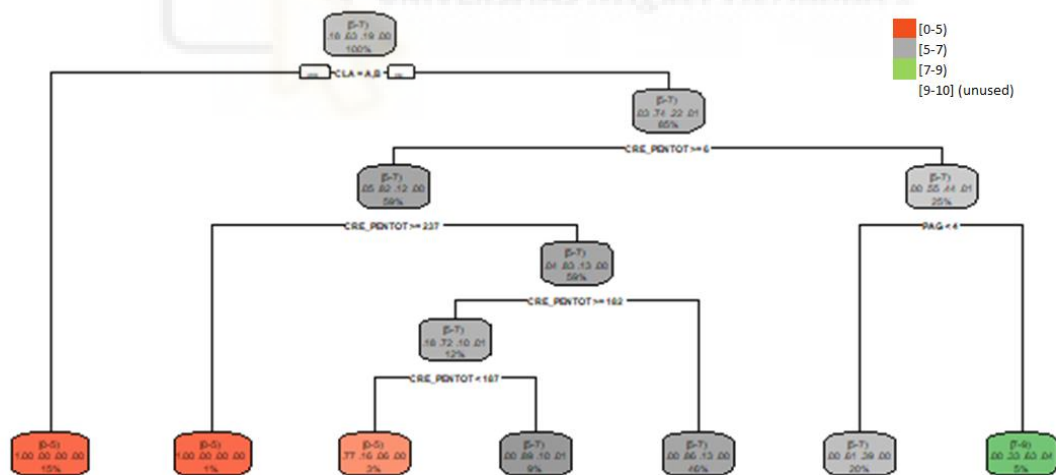 [5-7)
.18 .63 .19 .00
100%
[0-5)
[5-7)
[7-9)
[9-10] (unused)
CLA = A,B
[5-7)
.03 .74 .22 .01
85%
CRE_PENTOT >= 6
[5-7)
.05 .82 .12 .00
59%
[5-7)
.00 .55 .44 .01
25%
CRE_PENTOT >= 237
PAG < 4
[5-7)
.04 .83 .13 .00
59%
CRE_PENTOT >= 182
[5-7)
.18 .72 .10 .01
12%
CRE_PENTOT < 187
[0-5)
1.00 .00 .00 .00
15%
[0-5)
1.00 .00 .00 .00
1%
[0-5)
.77 .16 .06 .00
3%
[5-7)
.00 .89 .10 .01
9%
[5-7)
.00 .86 .13 .00
46%
[5-7)
.00 .61 .39 .00
20%
[7-9)
.00 .33 .63 .04
5%